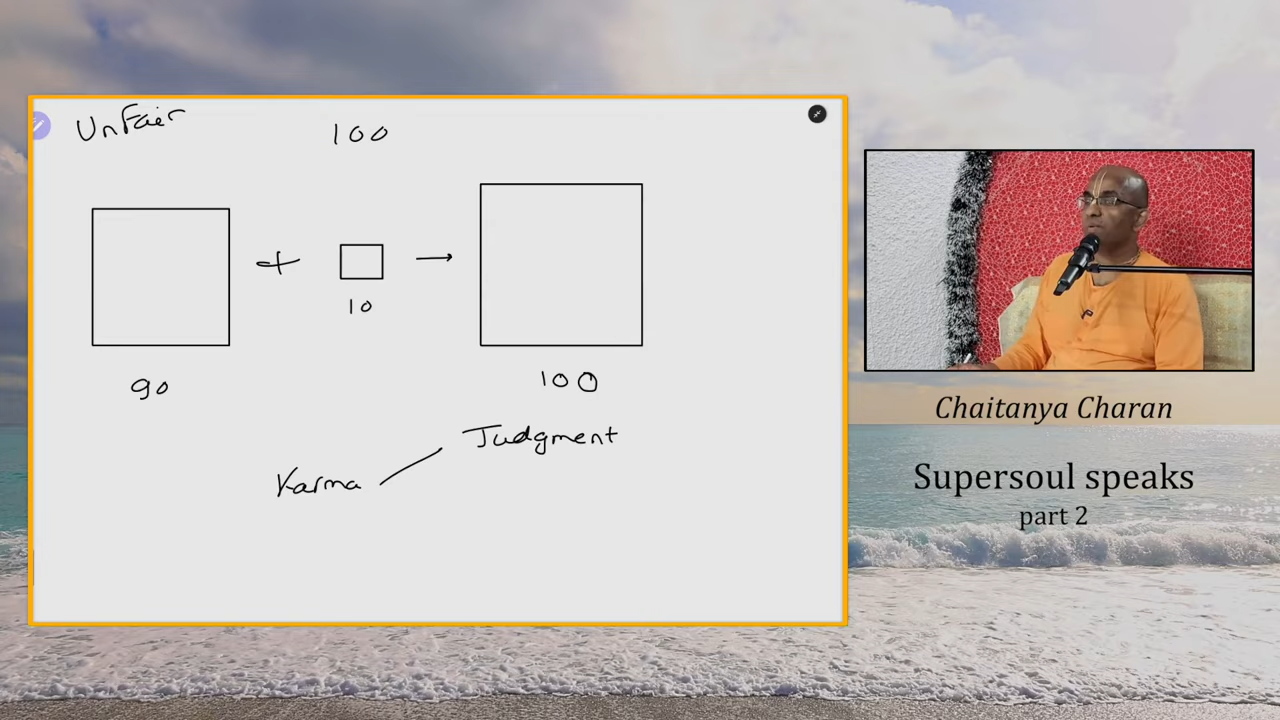 UnFair
100
+
10
→
90
100
Judgment
Karma
Chaitanya Charan
Supersoul speaks
part 2